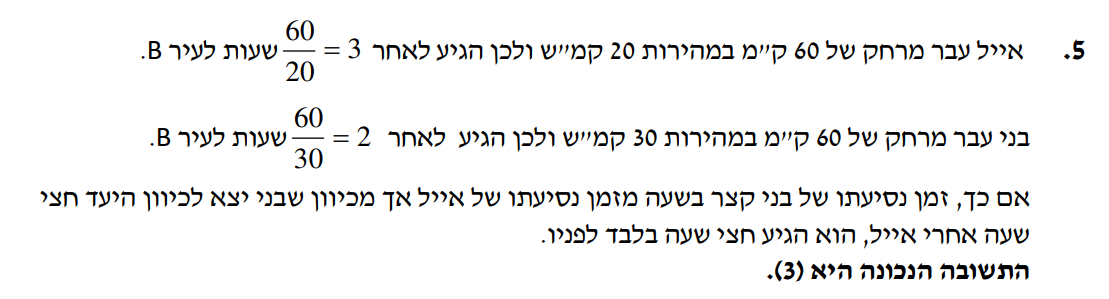 5. אייל עבר מרחק של 60 ק״מ במהירות 20 קמ״ש ולכן הגיע לאחר 60/20 = 3 שעות לעיר B.
בני עבר מרחק של 60 ק״מ במהירות 30 קמ״ש ולכן הגיע לאחר 60/30 = 2 שעות לעיר B.
אם כך, זמן נסיעתו של בני קצר בשעה מזמן נסיעתו של אייל אך מכיוון שבני יצא לכיוון היעד חצי
שעה אחרי אייל, הוא הגיע חצי שעה בלבד לפניו.
התשובה הנכונה היא (3).